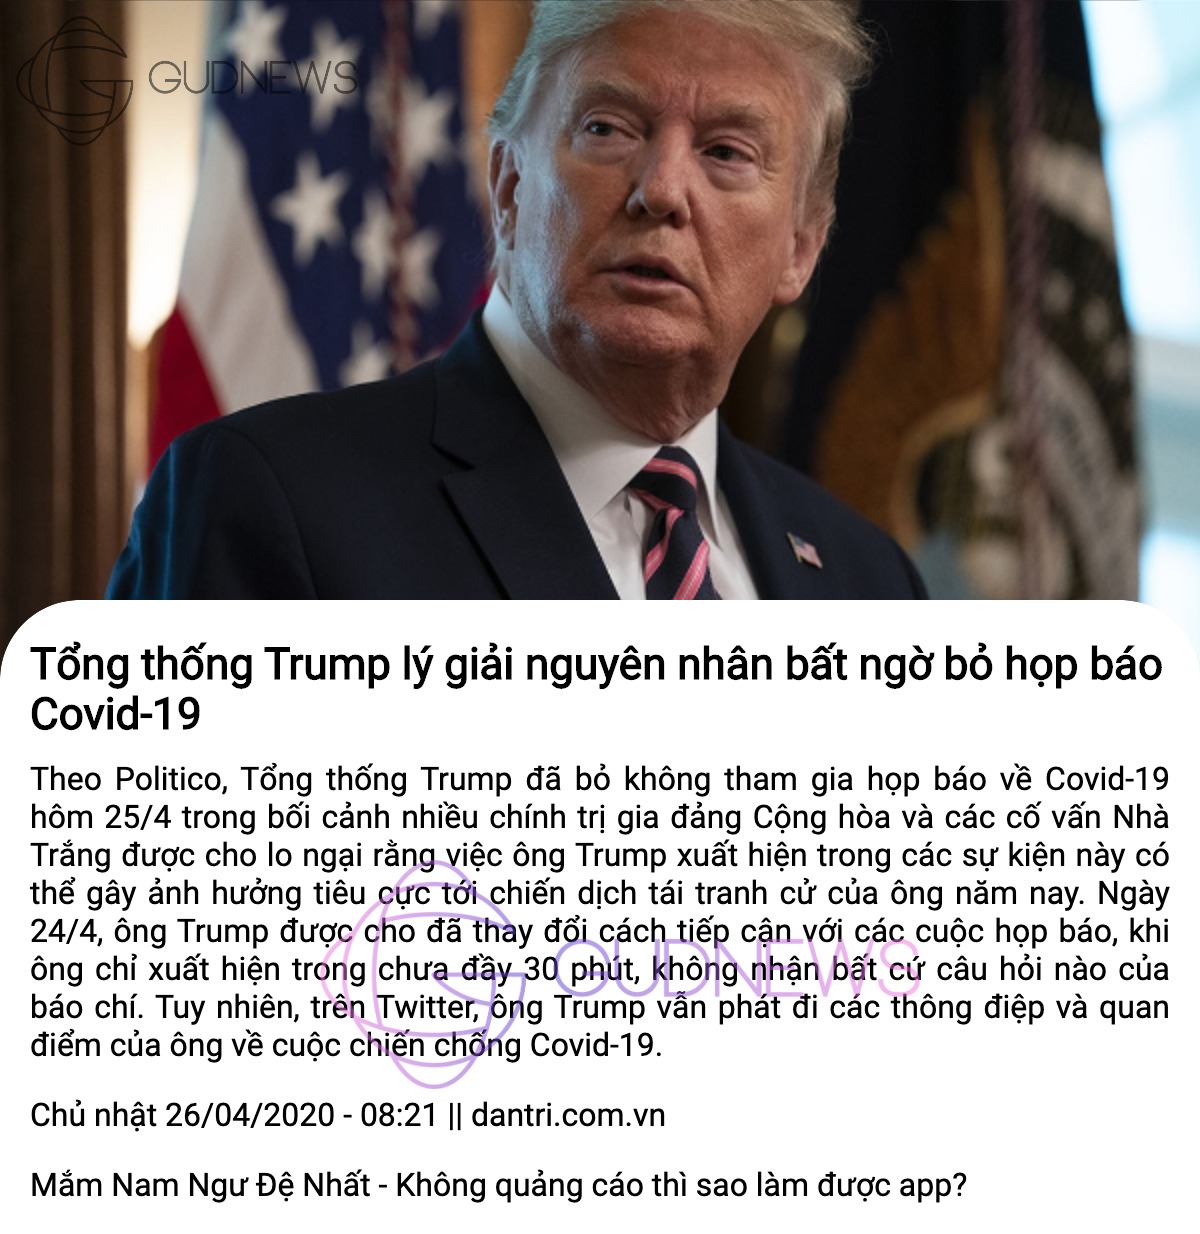 GUDNEWS
Tổng thống Trump lý giải nguyên nhân bất ngờ bỏ họp báo
Covid-19
Theo Politico, Tổng thống Trump đã bỏ không tham gia họp báo về Covid-19
hôm 25/4 trong bối cảnh nhiều chính trị gia đảng Cộng hòa và các cố vấn Nhà
Trắng được cho lo ngại rằng việc ông Trump xuất hiện trong các sự kiện này có
thể gây ảnh hưởng tiêu cực tới chiến dịch tái tranh cử của ông năm nay. Ngày
24/4, ông Trump được cho đã thay đổi cách tiếp cận với các cuộc họp báo, khi
ông chỉ xuất hiện trong chưa đầy 30 phút, không nhận bất cứ câu hỏi nào của
báo chí. Tuy nhiên, trên Twitter, ông Trump vẫn phát đi các thông điệp và quan
điểm của ông về cuộc chiến chống Covid-19.
GUDNEWS
Chủ nhật 26/04/2020 - 08:21 || dantri.com.vn
Mắm Nam Ngư Đệ Nhất - Không quảng cáo thì sao làm được app?